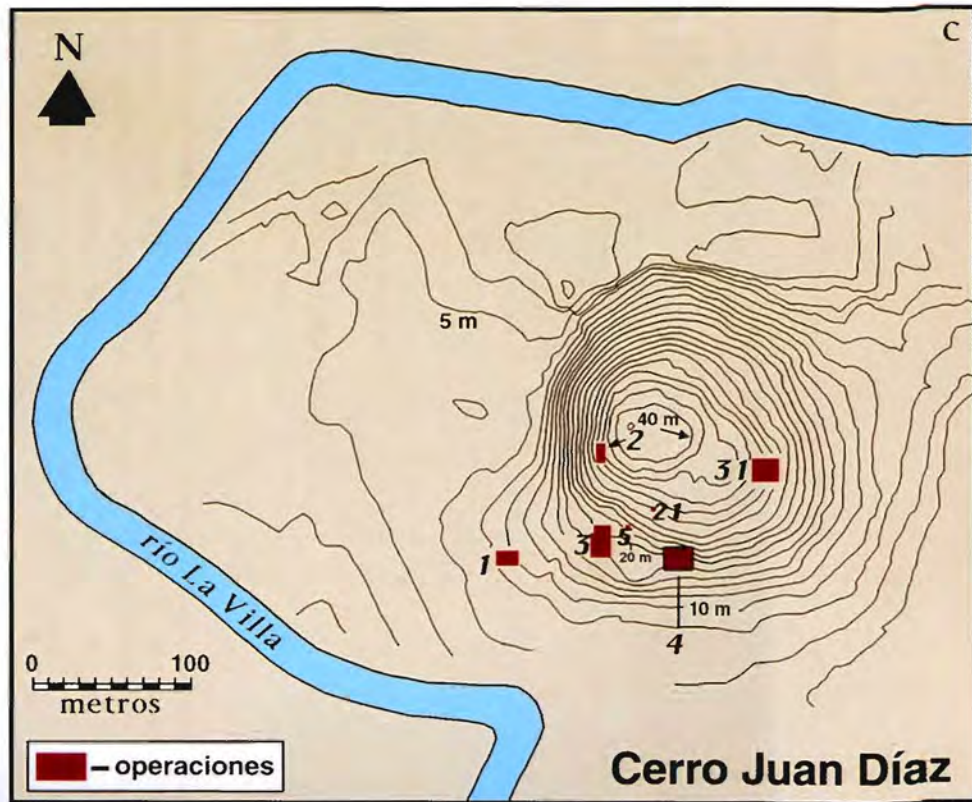 C
N
5 m
40 m
2
31
21
5
3
20 m
1
10 m
4
río La Villa
0 100
metros
– operaciones
Cerro Juan Díaz